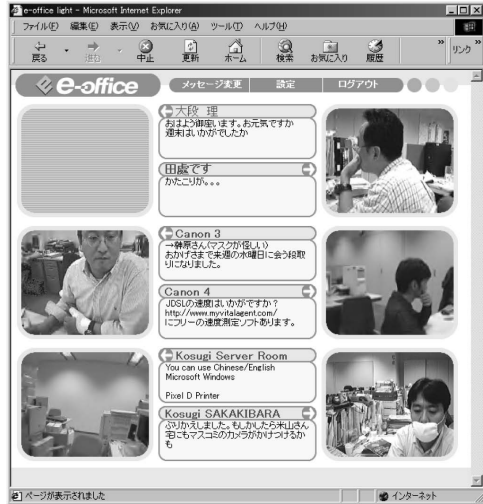 e-office light - Microsoft Internet Explorer
ファイル(F) 編集(E) 表示(V) お気に入り(A) ツール(T) ヘルプ(H)
戻る 進む 中止 更新 ホーム 検索 お気に入り 履歴 » リンク »
e-office メッセージ変更 設定 ログアウト
大段 理
おはよう御座います。お元気ですか
週末はいかがでしたか
田處です
かたこりが。。。
Canon 3
→榊原さん(マスクが怪しい)
おかげさまで来週の水曜日に会う段取
りになりました。
Canon 4
JDSLの速度はいかがですか?
http://www.myvitalagent.com/
にフリーの速度測定ソフトあります。
Kosugi Server Room
You can use Chinese/English
Microsoft Windows
Pixel D Printer
Kosugi SAKAKIBARA
ぶりかえしました。もしかしたら米山さん
宅にもマスコミのカメラがかけつけるか
も
ページが表示されました インターネット